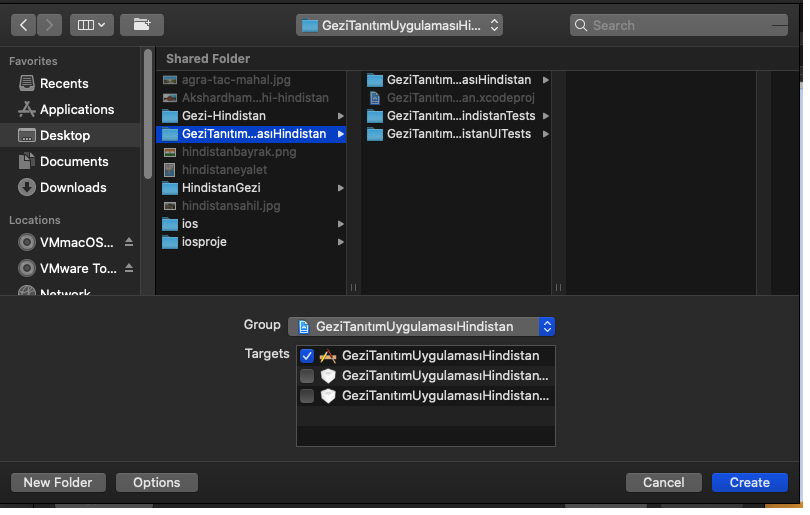 GeziTanıtımUygulamasıHi...
Search
Favorites
Recents
Applications
Desktop
Documents
Downloads
Locations
VMmacOS...
VMware To...
Network
Shared Folder
agra-tac-mahal.jpg
Akshardham...hi-hindistan
Gezi-Hindistan
GeziTanıtım...asıHindistan
hindistanbayrak.png
hindistaneyalet
HindistanGezi
hindistansahil.jpg
ios
iosproje
GeziTanıtım...asıHindistan
GeziTanıtım...an.xcodeproj
GeziTanıtım...indistanTests
GeziTanıtım...istanUITests
Group
GeziTanıtımUygulamasıHindistan
Targets
GeziTanıtımUygulamasıHindistan
GeziTanıtımUygulamasıHindistan...
GeziTanıtımUygulamasıHindistan...
New Folder
Options
Cancel
Create